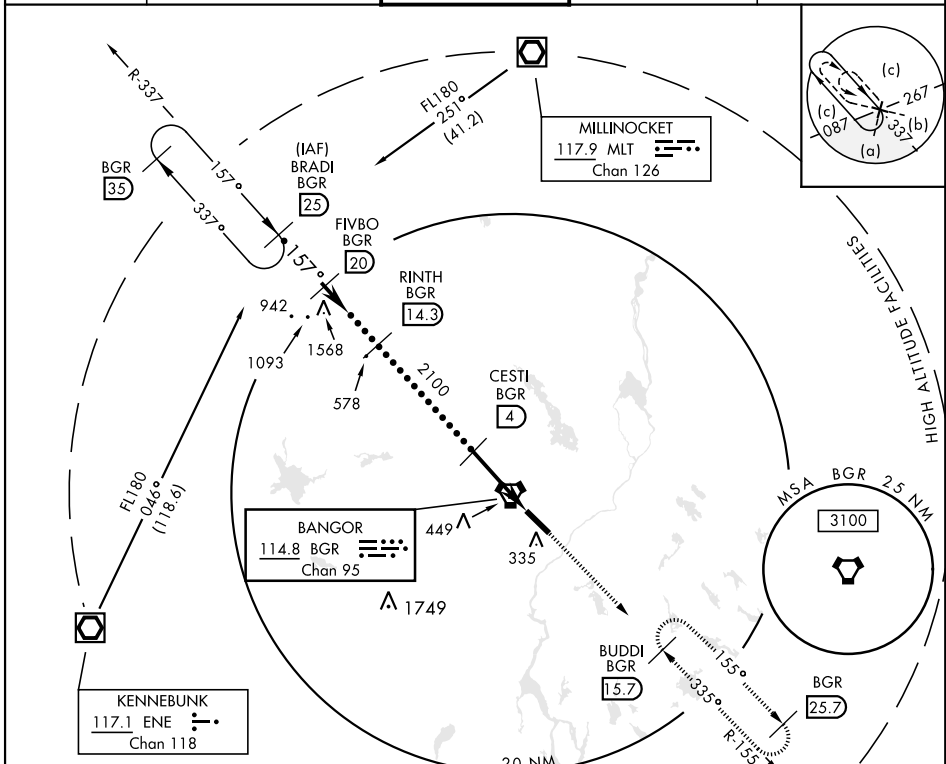 R-337
FL180
251°
(41.2)
MILLINOCKET
117.9 MLT
Chan 126
(c)
267
(c)
087
337
(b)
(a)
BGR
35
157°
337°
(IAF)
BRADI
BGR
25
157°
FIVBO
BGR
20
RINTH
BGR
14.3
942
1093
1568
578
2100
CESTI
BGR
4
HIGH ALTITUDE FACILITIES
FL180
046°
(118.6)
BANGOR
114.8 BGR
Chan 95
449
335
1749
MSA BGR 25 NM
3100
BUDDI
BGR
15.7
155°
335°
R-155
BGR
25.7
KENNEBUNK
117.1 ENE
Chan 118
20 NM